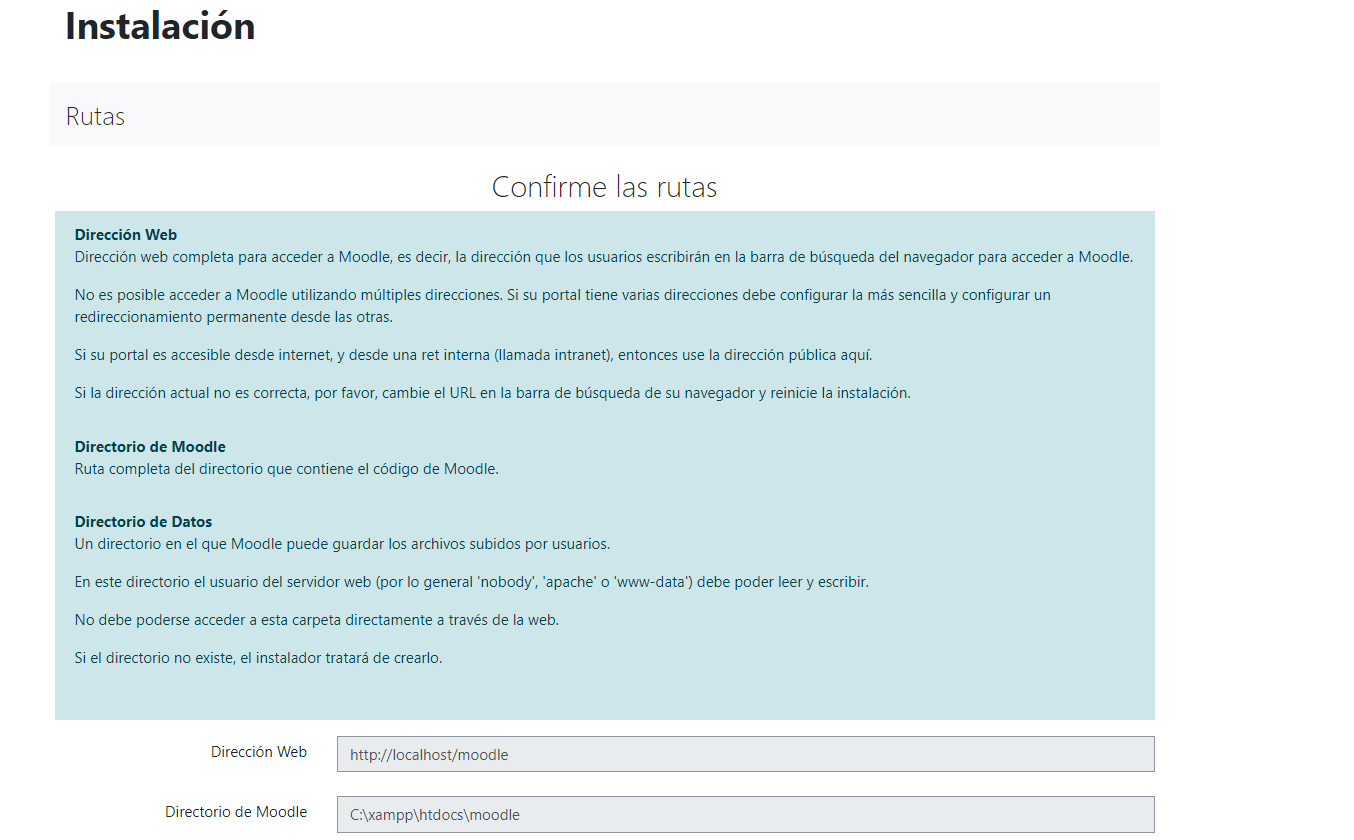 Instalación
Rutas
Confirme las rutas
Dirección Web
Dirección web completa para acceder a Moodle, es decir, la dirección que los usuarios escribirán en la barra de búsqueda del navegador para acceder a Moodle.
No es posible acceder a Moodle utilizando múltiples direcciones. Si su portal tiene varias direcciones debe configurar la más sencilla y configurar un
redireccionamiento permanente desde las otras.
Si su portal es accesible desde internet, y desde una ret interna (llamada intranet), entonces use la dirección pública aquí.
Si la dirección actual no es correcta, por favor, cambie el URL en la barra de búsqueda de su navegador y reinicie la instalación.
Directorio de Moodle
Ruta completa del directorio que contiene el código de Moodle.
Directorio de Datos
Un directorio en el que Moodle puede guardar los archivos subidos por usuarios.
En este directorio el usuario del servidor web (por lo general 'nobody', 'apache' o 'www-data') debe poder leer y escribir.
No debe poderse acceder a esta carpeta directamente a través de la web.
Si el directorio no existe, el instalador tratará de crearlo.
Dirección Web http://localhost/moodle
Directorio de Moodle C:\xampp\htdocs\moodle